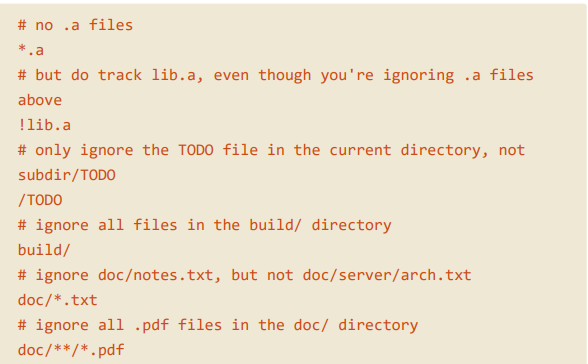 # no .a files
*.a
# but do track lib.a, even though you're ignoring .a files
above
!lib.a
# only ignore the TODO file in the current directory, not
subdir/TODO
/TODO
# ignore all files in the build/ directory
build/
# ignore doc/notes.txt, but not doc/server/arch.txt
doc/*.txt
# ignore all .pdf files in the doc/ directory
doc/**/*.pdf